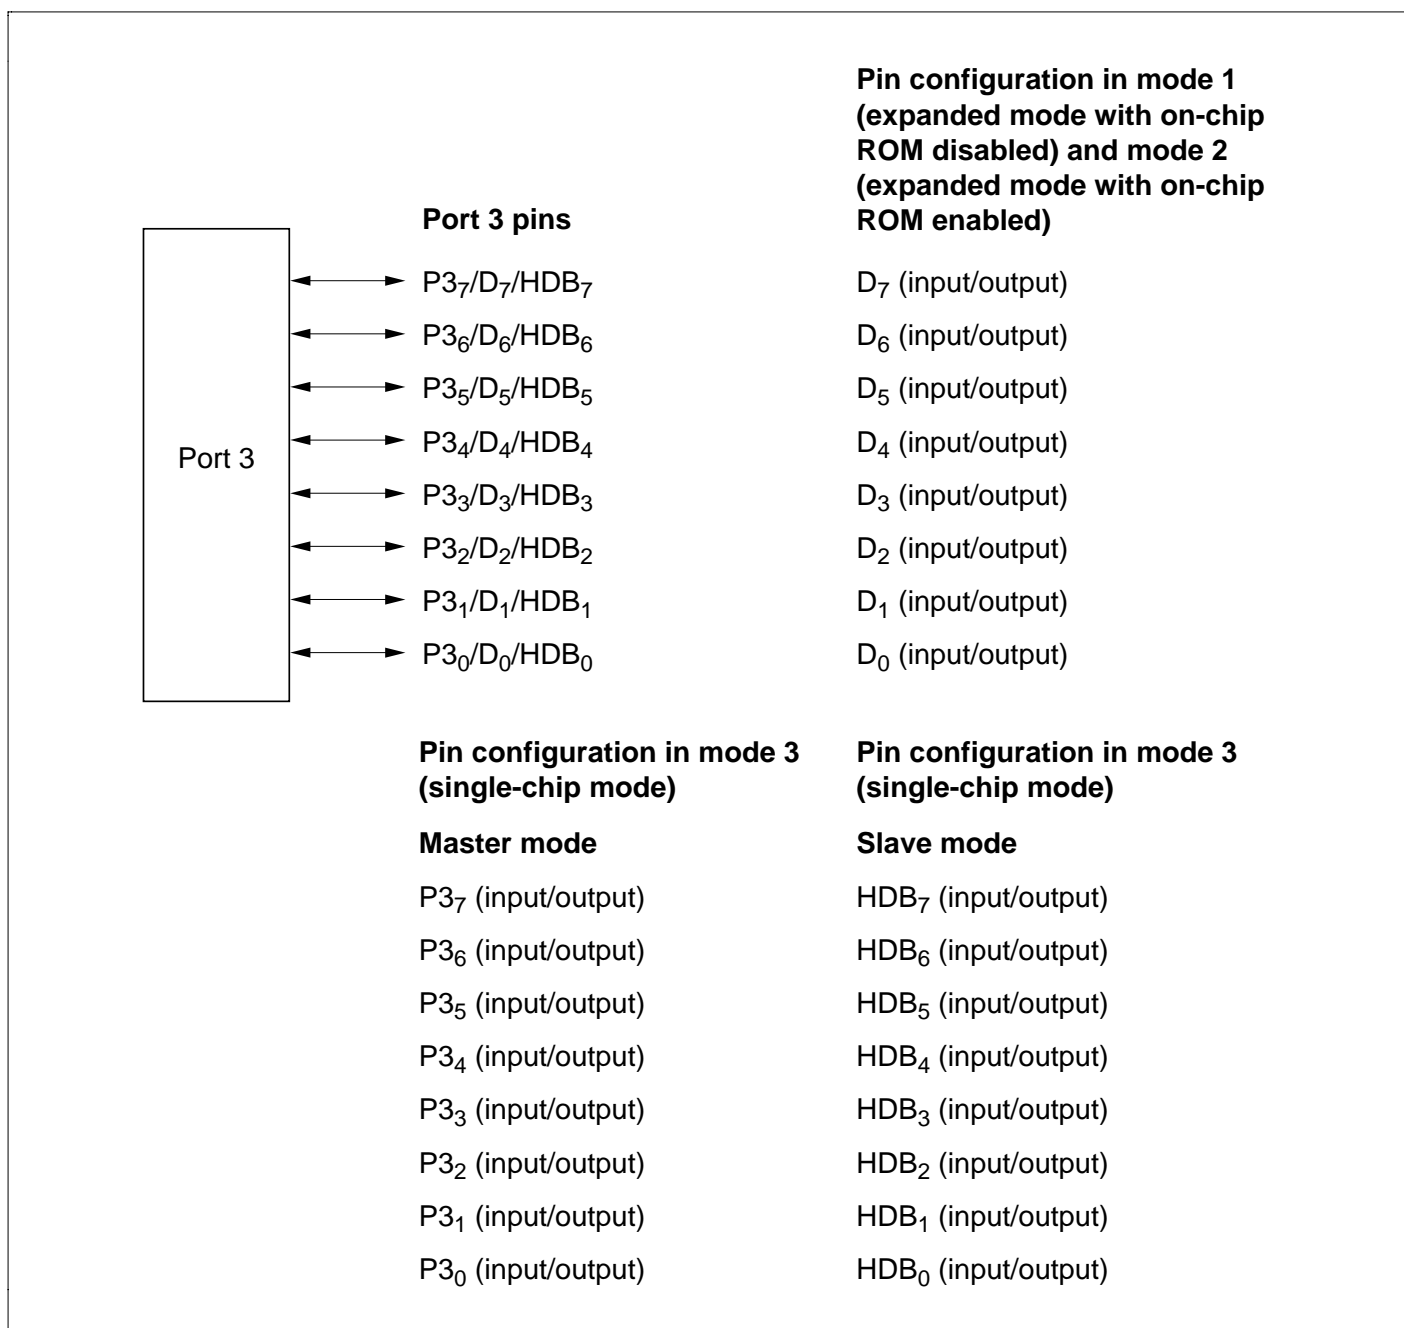 Pin configuration in mode 1
(expanded mode with on-chip
ROM disabled) and mode 2
(expanded mode with on-chip
ROM enabled)
Port 3 pins
Port 3
P3₇/D₇/HDB₇ D₇ (input/output)
P3₆/D₆/HDB₆ D₆ (input/output)
P3₅/D₅/HDB₅ D₅ (input/output)
P3₄/D₄/HDB₄ D₄ (input/output)
P3₃/D₃/HDB₃ D₃ (input/output)
P3₂/D₂/HDB₂ D₂ (input/output)
P3₁/D₁/HDB₁ D₁ (input/output)
P3₀/D₀/HDB₀ D₀ (input/output)
Pin configuration in mode 3
(single-chip mode)
Master mode
P3₇ (input/output)
P3₆ (input/output)
P3₅ (input/output)
P3₄ (input/output)
P3₃ (input/output)
P3₂ (input/output)
P3₁ (input/output)
P3₀ (input/output)
Pin configuration in mode 3
(single-chip mode)
Slave mode
HDB₇ (input/output)
HDB₆ (input/output)
HDB₅ (input/output)
HDB₄ (input/output)
HDB₃ (input/output)
HDB₂ (input/output)
HDB₁ (input/output)
HDB₀ (input/output)